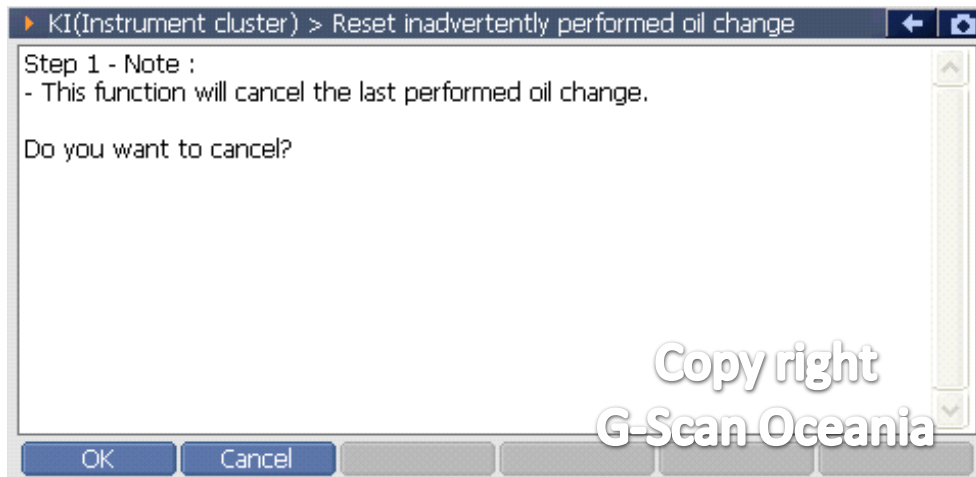 KI(Instrument cluster) > Reset inadvertently performed oil change
Step 1 - Note :
- This function will cancel the last performed oil change.
Do you want to cancel?
Copy right
G-Scan Oceania
OK Cancel